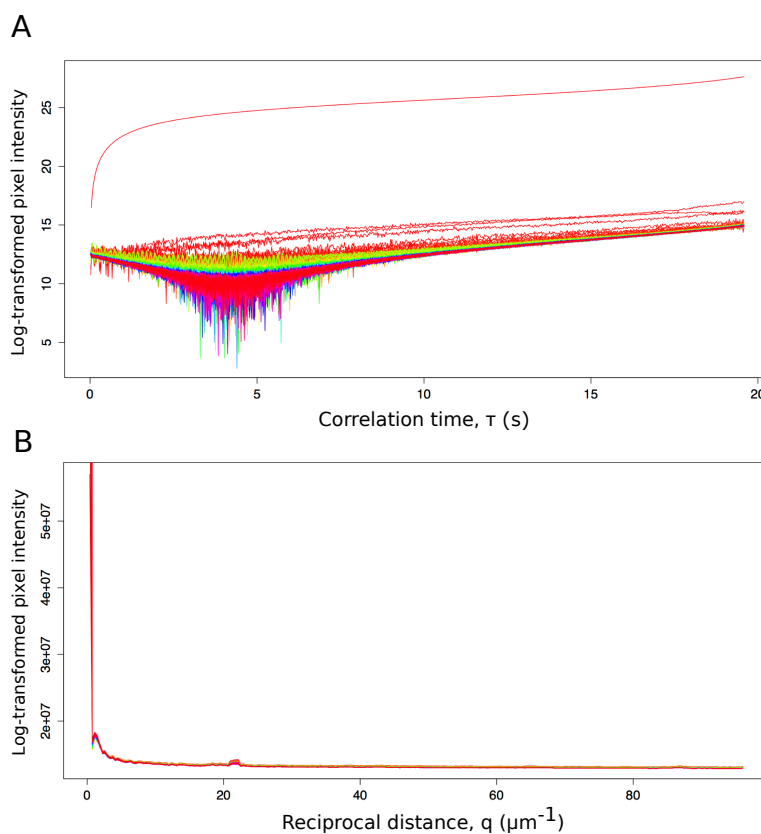 A
Log-transformed pixel intensity
25
20
15
10
5
0
5
10
15
20
Correlation time, τ (s)
B
Log-transformed pixel intensity
5e+07
4e+07
3e+07
2e+07
0
20
40
60
80
Reciprocal distance, q (µm⁻¹)